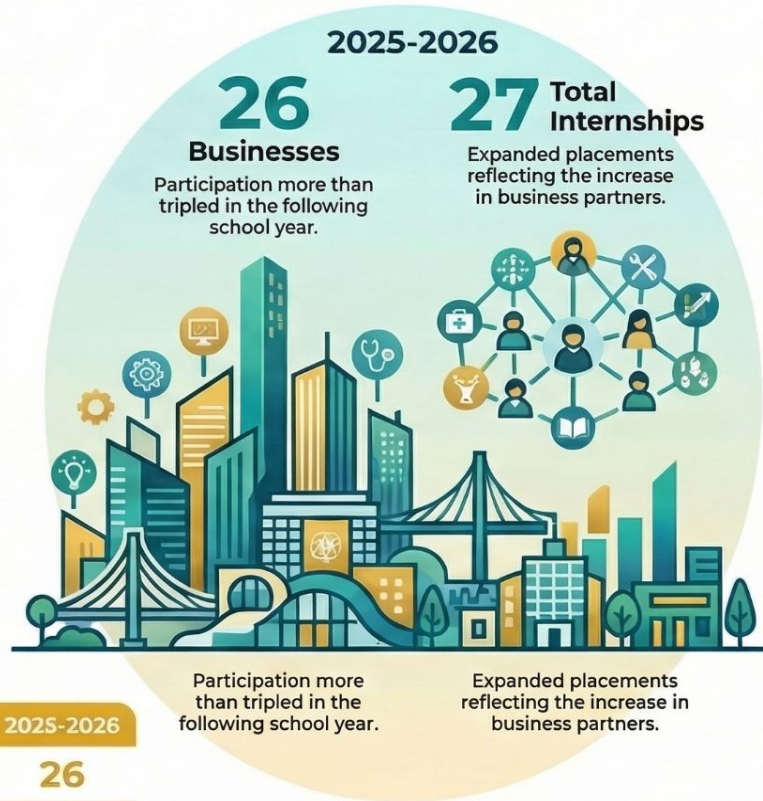 2025-2026
26
Businesses
Participation more than
tripled in the following
school year.
27 Total
Internships
Expanded placements
reflecting the increase
in business partners.
Participation more
than tripled in the
following school year.
Expanded placements
reflecting the increase in
business partners.
2025-2026
26